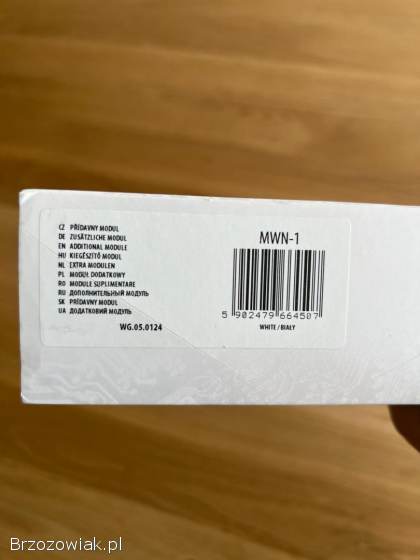 CZ PŘÍDAVNÝ MODUL
DE ZUSÄTZLICHE MODUL
EN ADDITIONAL MODULE
HU KIEGÉSZÍTŐ MODUL
NL EXTRA MODULEN
PL MODUŁ DODATKOWY
RO MODULE SUPLIMENTARE
RU ДОПОЛНИТЕЛЬНЫЙ МОДУЛЬ
SK PRÍDAVNÝ MODUL
UA ДОДАТКОВИЙ МОДУЛЬ
WG.05.0124
MWN-1
5 902479 664507
WHITE / BIAŁY
Brzozowiak.pl